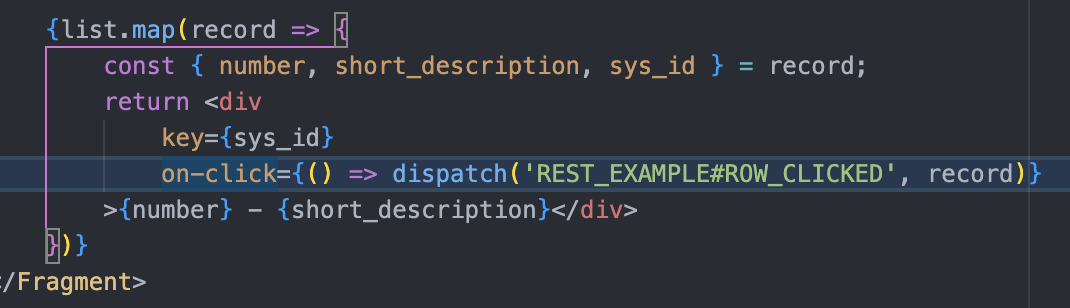 {list.map(record => {
const { number, short_description, sys_id } = record;
return <div
key={sys_id}
on-click={() => dispatch('REST_EXAMPLE#ROW_CLICKED', record)}
>{number} - {short_description}</div>
})}
/Fragment>